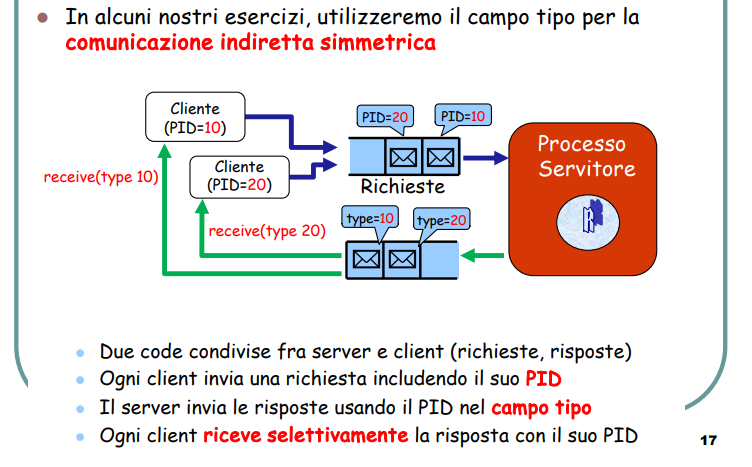 In alcuni nostri esercizi, utilizzeremo il campo tipo per la
comunicazione indiretta simmetrica
Cliente
(PID=10)
PID=20
PID=10
Cliente
(PID=20)
Processo
Servitore
receive(type 10)
Richieste
R
type=10
type=20
receive(type 20)
Due code condivise fra server e client (richieste, risposte)
Ogni client invia una richiesta includendo il suo PID
Il server invia le risposte usando il PID nel campo tipo
Ogni client riceve selettivamente la risposta con il suo PID
17